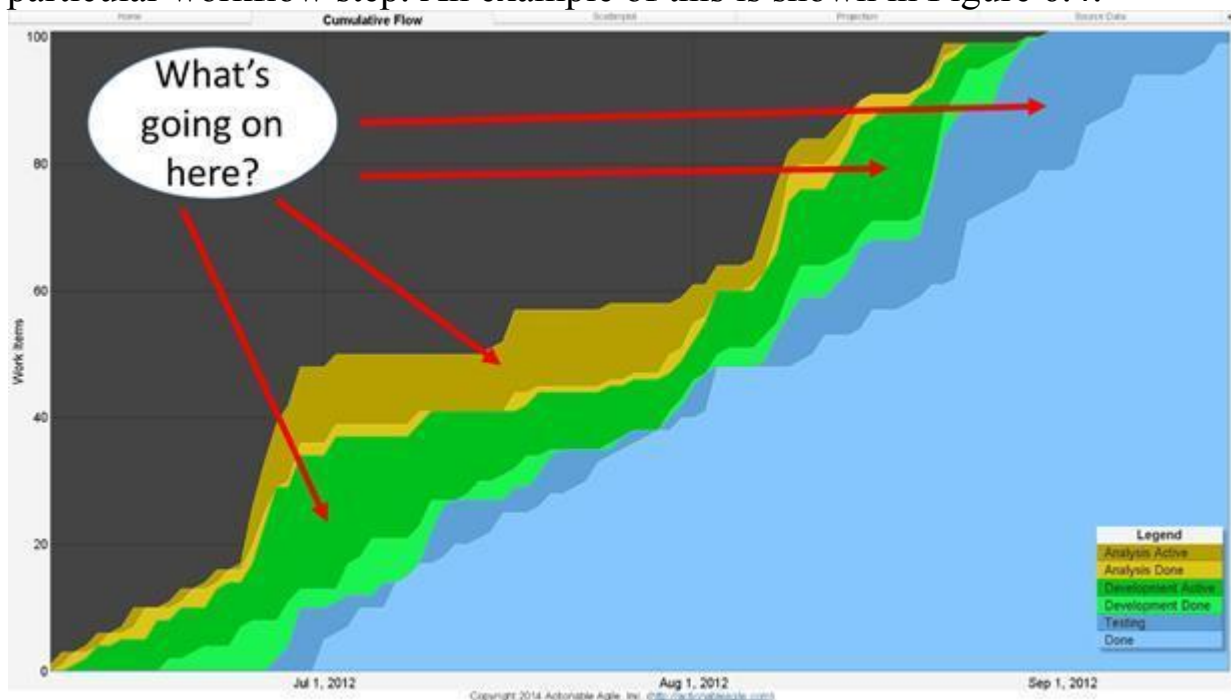 particular workflow step. An example of this is shown in Figure 6.4.
Home Cumulative Flow Scatterplot Projection Source Data
What's
going on
here?
100
80
60
40
20
0
Work Items
Legend
Analysis Active
Analysis Done
Development Active
Development Done
Testing
Done
Jul 1, 2012 Aug 1, 2012 Sep 1, 2012
Copyright 2014 Actionable Agile, Inc. (http://actionableagile.com)